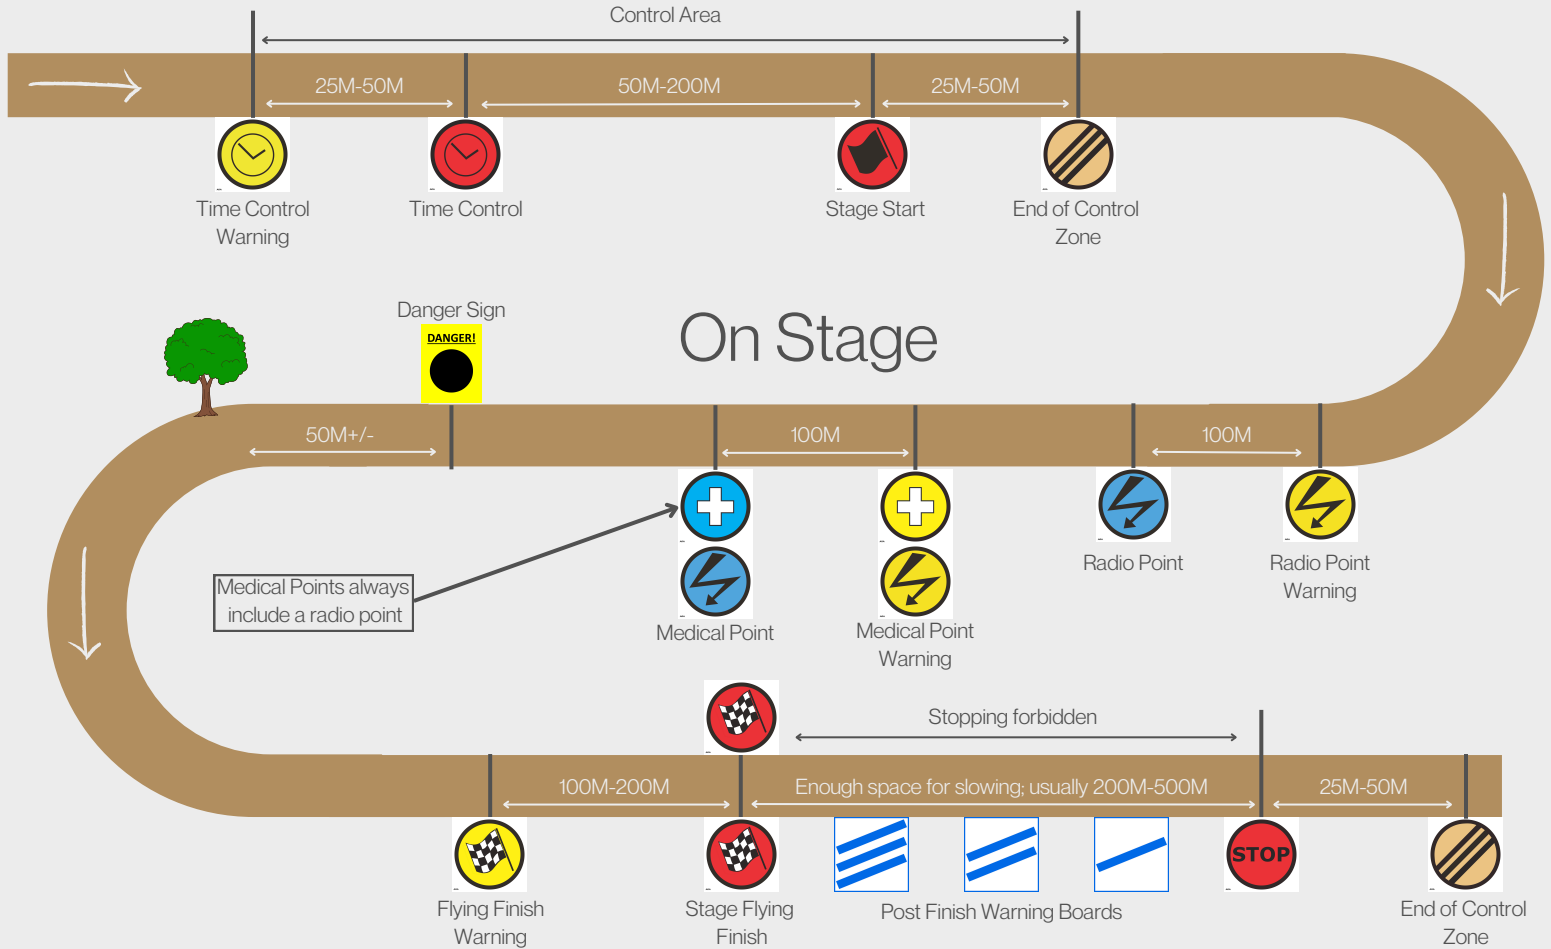 Control Area
25M-50M
50M-200M
25M-50M
Time Control
Warning
Time Control
Stage Start
End of Control
Zone
Danger Sign
DANGER!
On Stage
50M+/-
100M
100M
Medical Points always
include a radio point
Medical Point
Medical Point
Warning
Radio Point
Radio Point
Warning
Stopping forbidden
100M-200M
Enough space for slowing; usually 200M-500M
25M-50M
STOP
Flying Finish
Warning
Stage Flying
Finish
Post Finish Warning Boards
End of Control
Zone